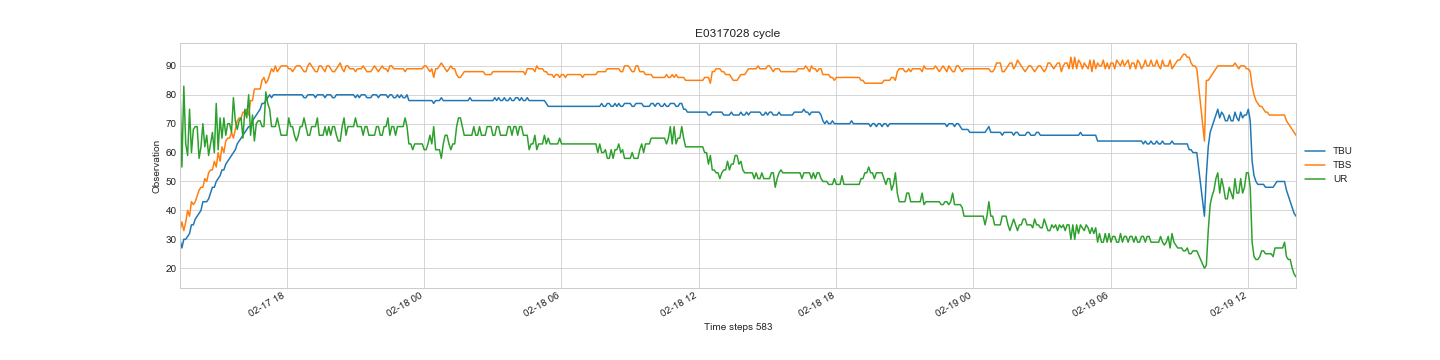 E0317028 cycle
90
80
70
60
50
40
30
20
Observation
02-17 18
02-18 00
02-18 06
02-18 12
02-18 18
02-19 00
02-19 06
02-19 12
Time steps 583
TBU
TBS
UR